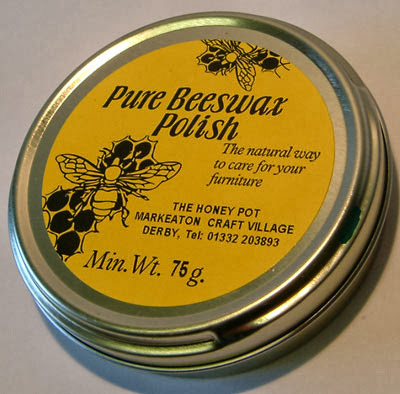 Pure Beeswax
Polish
The natural way
to care for your
furniture
THE HONEY POT
MARKEATON CRAFT VILLAGE
DERBY, Tel: 01332 203893
Min. Wt. 75 g.